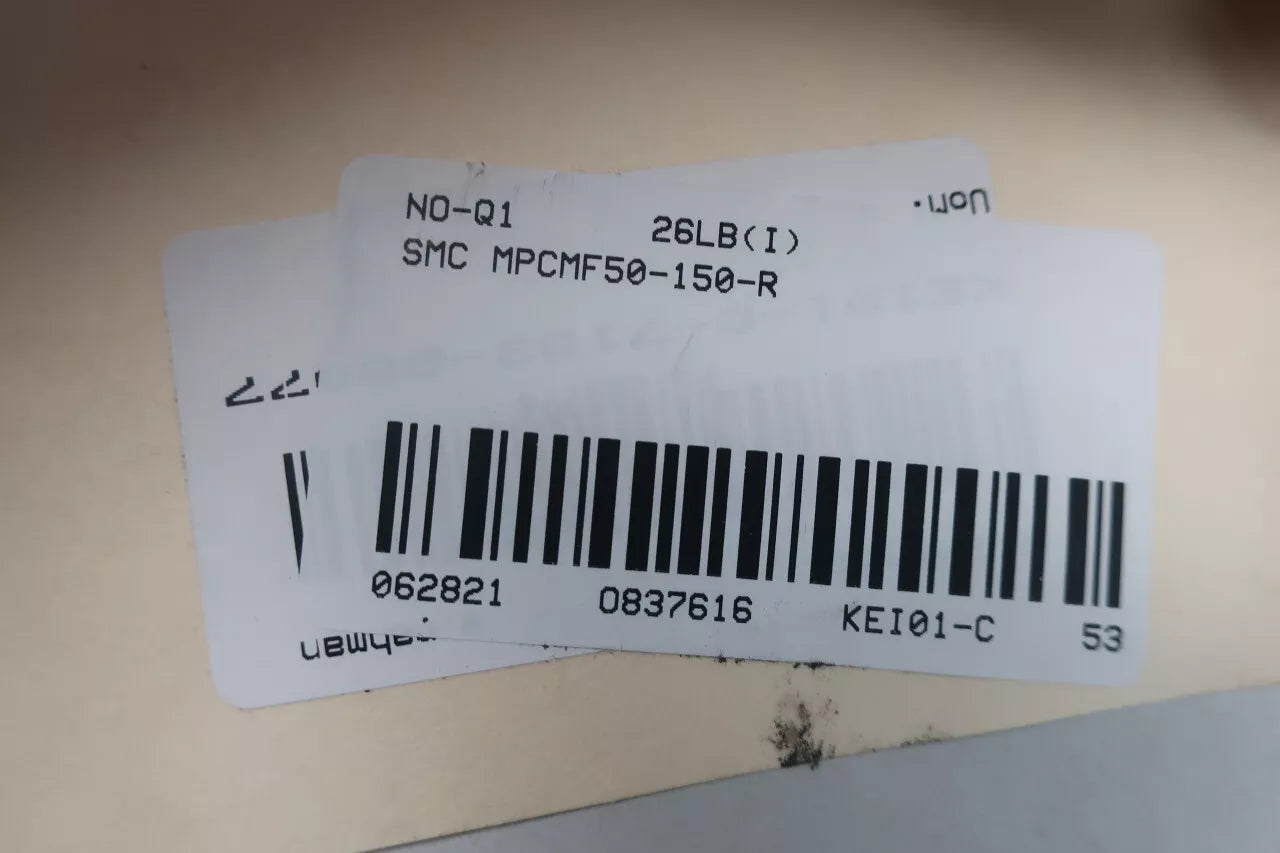 NO-Q1 26LB(I)
SMC MPCMF50-150-R
062821 0837616 KEI01-C 53